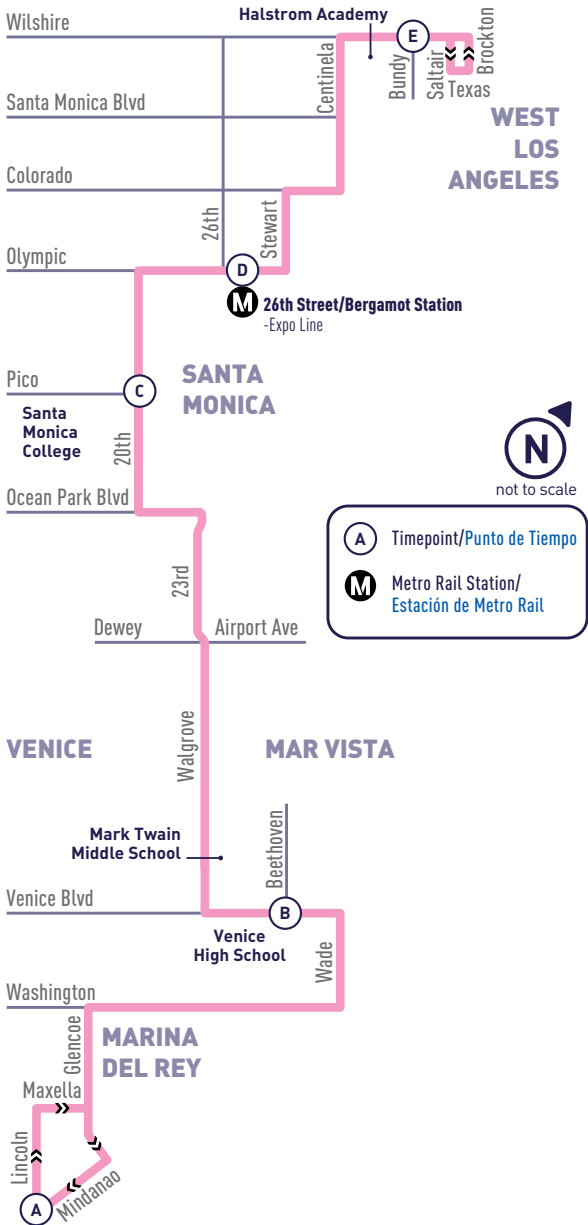 Wilshire
Halstrom Academy
E
Centinela
Bundy
Saltair
Brockton
Texas
Santa Monica Blvd
WEST
LOS
ANGELES
Colorado
26th
Stewart
Olympic
D
M
26th Street/Bergamot Station
-Expo Line
Pico
C
SANTA
MONICA
Santa
Monica
College
20th
N
not to scale
Ocean Park Blvd
A
Timepoint/Punto de Tiempo
M
Metro Rail Station/
Estación de Metro Rail
23rd
Dewey
Airport Ave
VENICE
Walgrove
MAR VISTA
Mark Twain
Middle School
Beethoven
Venice Blvd
B
Venice
High School
Wade
Washington
Glencoe
MARINA
DEL REY
Maxella
Lincoln
Mindanao
A